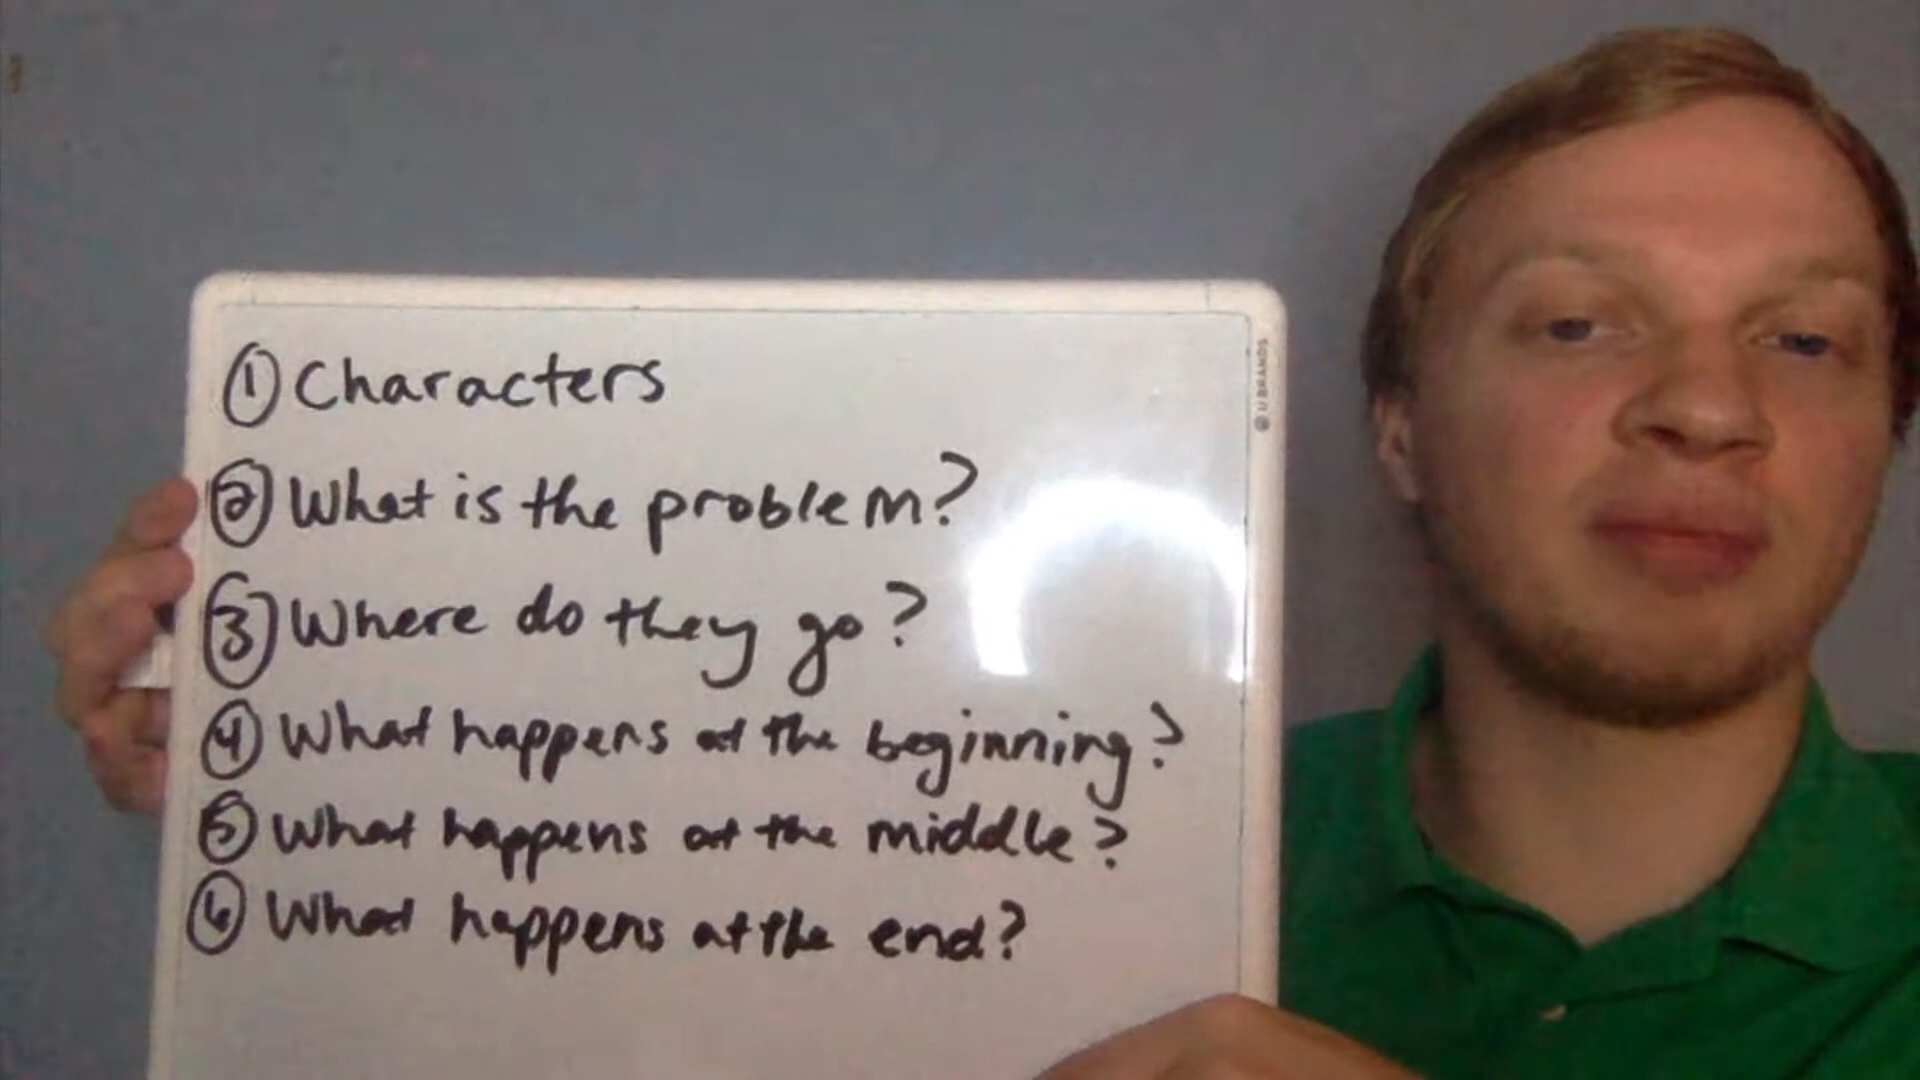 ① Characters
② What is the problem?
③ Where do they go?
④ What happens at the beginning?
⑤ What happens at the middle?
⑥ What happens at the end?
UBRANDS